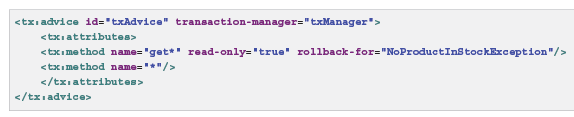 <tx:advice id="txAdvice" transaction-manager="txManager">
<tx:attributes>
<tx:method name="get*" read-only="true" rollback-for="NoProductInStockException"/>
<tx:method name="*"/>
</tx:attributes>
</tx:advice>